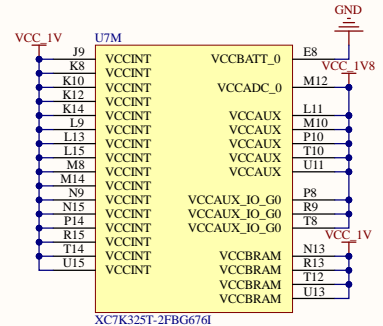 GND
VCC_1V U7M
J9 VCCINT VCCBATT_0 E8
K8 VCCINT VCC_1V8
K10 VCCINT VCCADC_0 M12
K12 VCCINT
K14 VCCINT VCCAUX L11
L9 VCCINT VCCAUX M10
L13 VCCINT VCCAUX P10
L15 VCCINT VCCAUX T10
M8 VCCINT VCCAUX U11
M14 VCCINT
N9 VCCINT VCCAUX_IO_G0 P8
N15 VCCINT VCCAUX_IO_G0 R9
P14 VCCINT VCCAUX_IO_G0 T8
R15 VCCINT VCC_1V
T14 VCCINT VCCBRAM N13
U15 VCCINT VCCBRAM R13
VCCBRAM T12
VCCBRAM U13
XC7K325T-2FBG676I